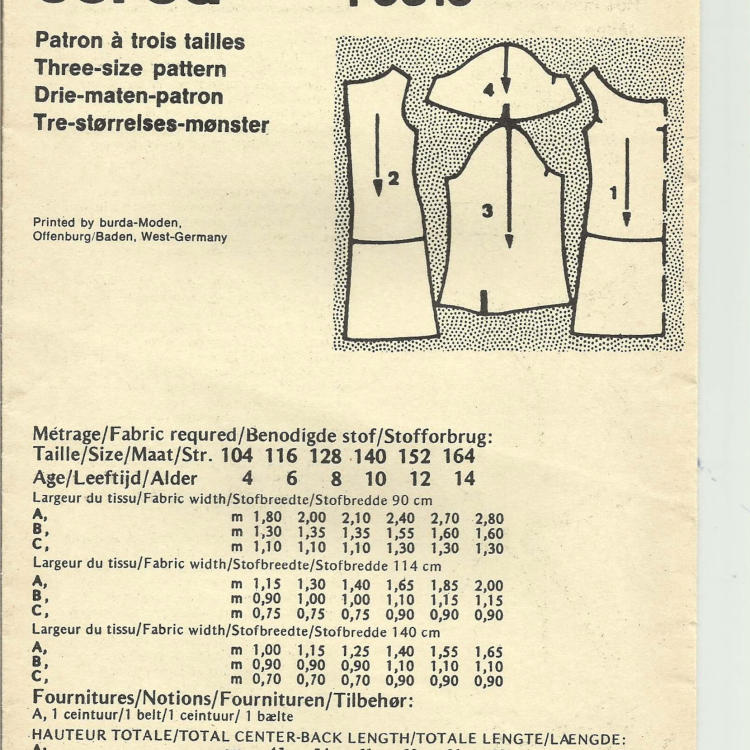 Patron à trois tailles
Three-size pattern
Drie-maten-patron
Tre-størrelses-mønster
Printed by burda-Moden,
Offenburg/Baden, West-Germany
4
2
3
1
Métrage/Fabric requred/Benodigde stof/Stofforbrug:
Taille/Size/Maat/Str. 104 116 128 140 152 164
Age/Leeftijd/Alder 4 6 8 10 12 14
Largeur du tissu/Fabric width/Stofbreedte/Stofbredde 90 cm
A, m 1,80 2,00 2,10 2,40 2,70 2,80
B, m 1,30 1,35 1,35 1,55 1,60 1,60
C, m 1,10 1,10 1,10 1,30 1,30 1,30
Largeur du tissu/Fabric width/Stofbreedte/Stofbredde 114 cm
A, m 1,15 1,30 1,40 1,65 1,85 2,00
B, m 0,90 1,00 1,00 1,10 1,15 1,15
C, m 0,75 0,75 0,75 0,90 0,90 0,90
Largeur du tissu/Fabric width/Stofbreedte/Stofbredde 140 cm
A, m 1,00 1,15 1,25 1,40 1,55 1,65
B, m 0,90 0,90 0,90 1,10 1,10 1,10
C, m 0,70 0,70 0,70 0,90 0,90 0,90
Fournitures/Notions/Fournituren/Tilbehør:
A, 1 ceintuur/1 belt/1 ceintuur/ 1 bælte
HAUTEUR TOTALE/TOTAL CENTER-BACK LENGTH/TOTALE LENGTE/LAENGDE: